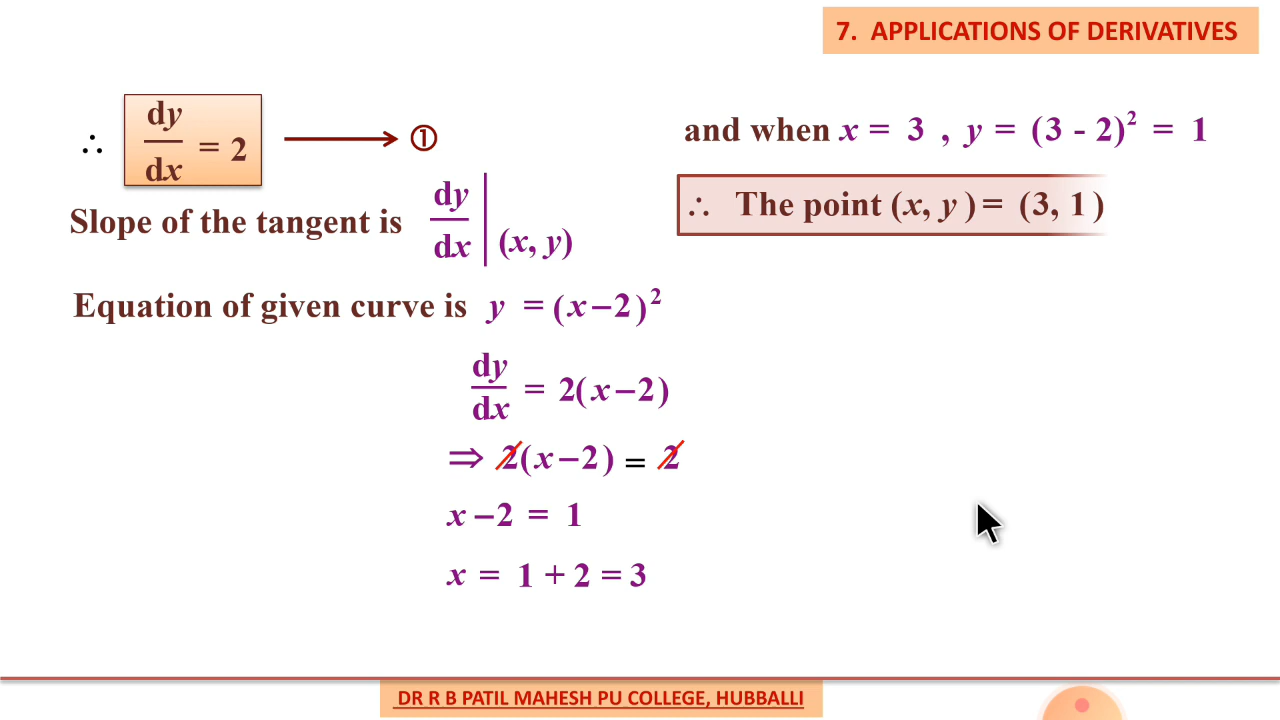 7. APPLICATIONS OF DERIVATIVES
∴ dy/dx = 2 ⟶ ①
Slope of the tangent is dy/dx | (x, y)
Equation of given curve is y = (x−2)²
dy/dx = 2(x−2)
⇒ 2(x−2) = 2
x−2 = 1
x = 1 + 2 = 3
and when x = 3 , y = (3 - 2)² = 1
∴ The point (x, y) = (3, 1)
DR R B PATIL MAHESH PU COLLEGE, HUBBALLI